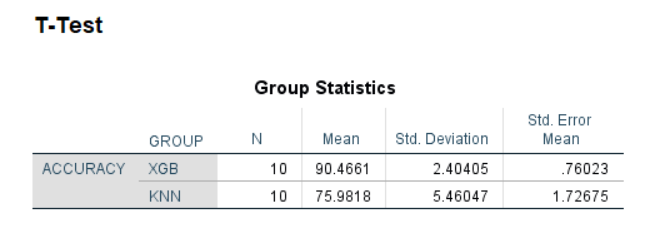 T-Test
Group Statistics
GROUP N Mean Std. Deviation Std. Error Mean
ACCURACY XGB 10 90.4661 2.40405 .76023
KNN 10 75.9818 5.46047 1.72675